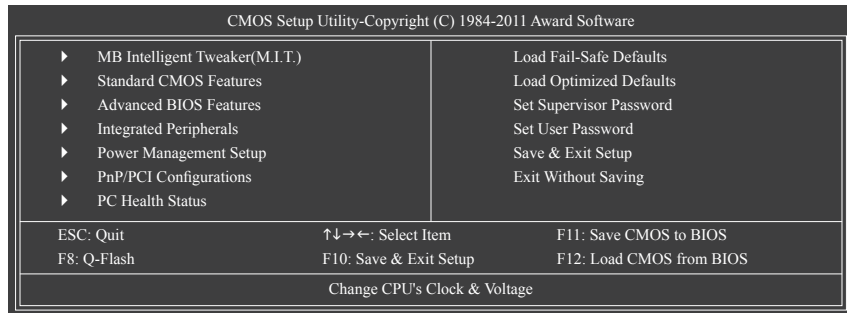 CMOS Setup Utility-Copyright (C) 1984-2011 Award Software
MB Intelligent Tweaker(M.I.T.)
Standard CMOS Features
Advanced BIOS Features
Integrated Peripherals
Power Management Setup
PnP/PCI Configurations
PC Health Status
Load Fail-Safe Defaults
Load Optimized Defaults
Set Supervisor Password
Set User Password
Save & Exit Setup
Exit Without Saving
ESC: Quit ↑↓→←: Select Item F11: Save CMOS to BIOS
F8: Q-Flash F10: Save & Exit Setup F12: Load CMOS from BIOS
Change CPU's Clock & Voltage